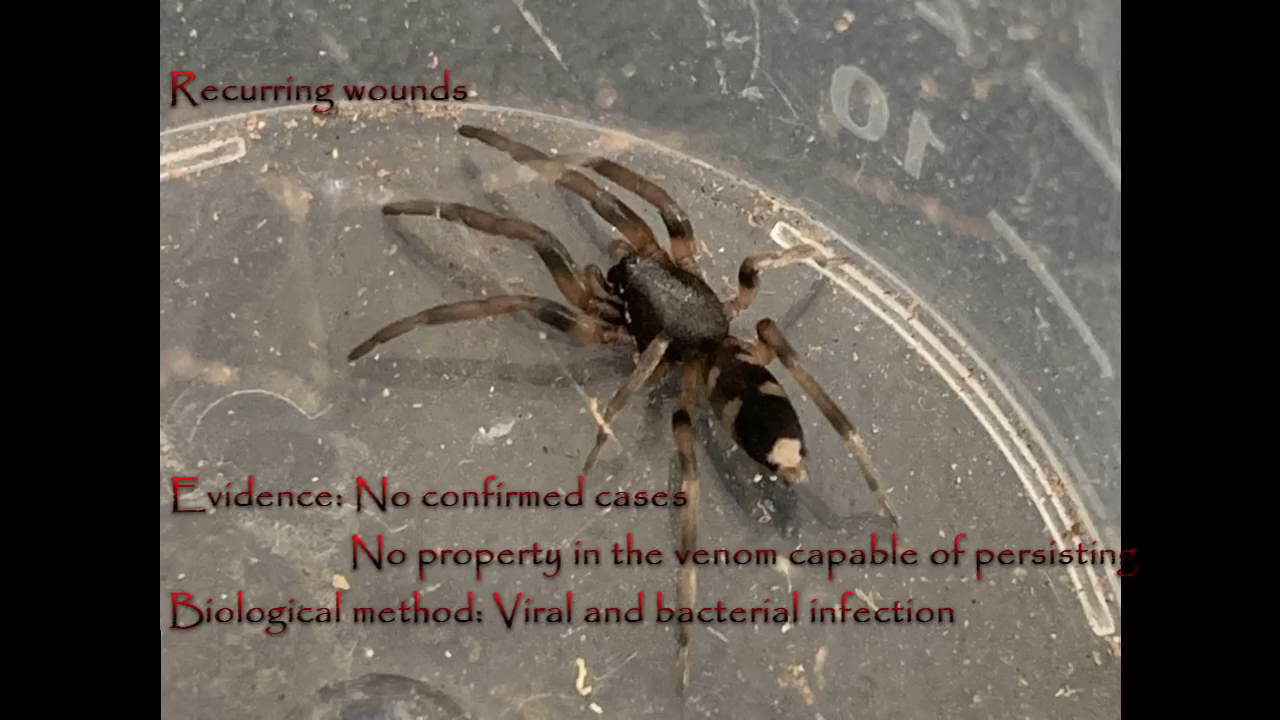 Recurring wounds
01
Evidence: No confirmed cases
No property in the venom capable of persisting
Biological method: Viral and bacterial infection